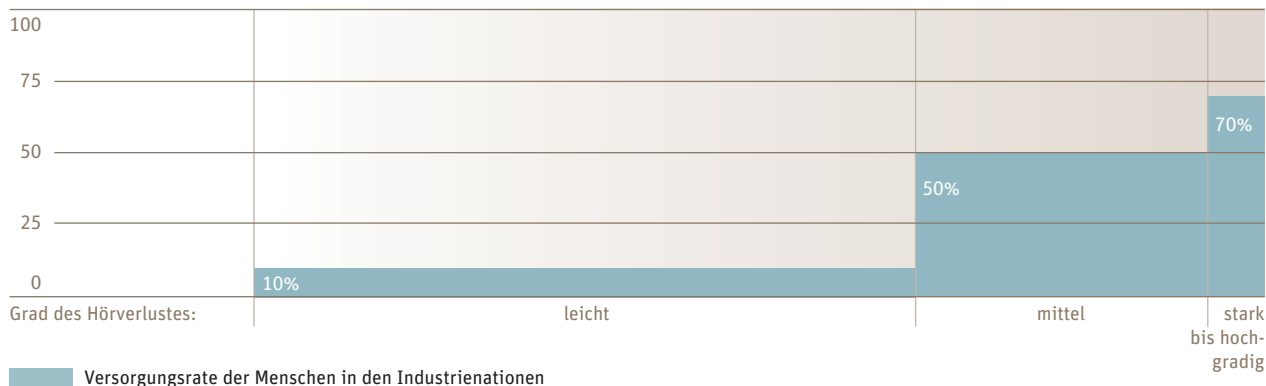 100
75
70%
50
50%
25
0
10%
Grad des Hörverlustes:
leicht
mittel
stark
bis hoch-
gradig
Versorgungsrate der Menschen in den Industrienationen